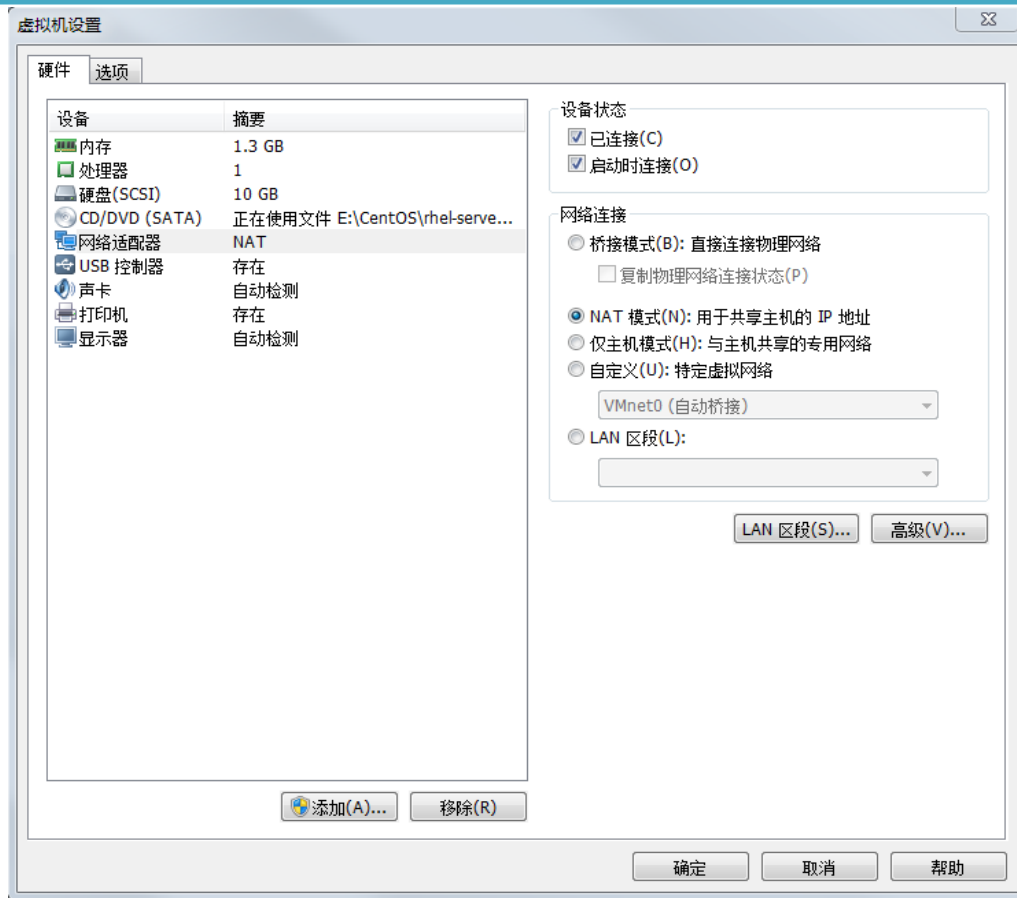 虚拟机设置
硬件 选项
设备 摘要
内存 1.3 GB
处理器 1
硬盘(SCSI) 10 GB
CD/DVD (SATA) 正在使用文件 E:\CentOS\rhel-serve...
网络适配器 NAT
USB 控制器 存在
声卡 自动检测
打印机 存在
显示器 自动检测
添加(A)... 移除(R)
设备状态
已连接(C)
启动时连接(O)
网络连接
桥接模式(B): 直接连接物理网络
复制物理网络连接状态(P)
NAT 模式(N): 用于共享主机的 IP 地址
仅主机模式(H): 与主机共享的专用网络
自定义(U): 特定虚拟网络
VMnet0 (自动桥接)
LAN 区段(L):
LAN 区段(S)... 高级(V)...
确定 取消 帮助